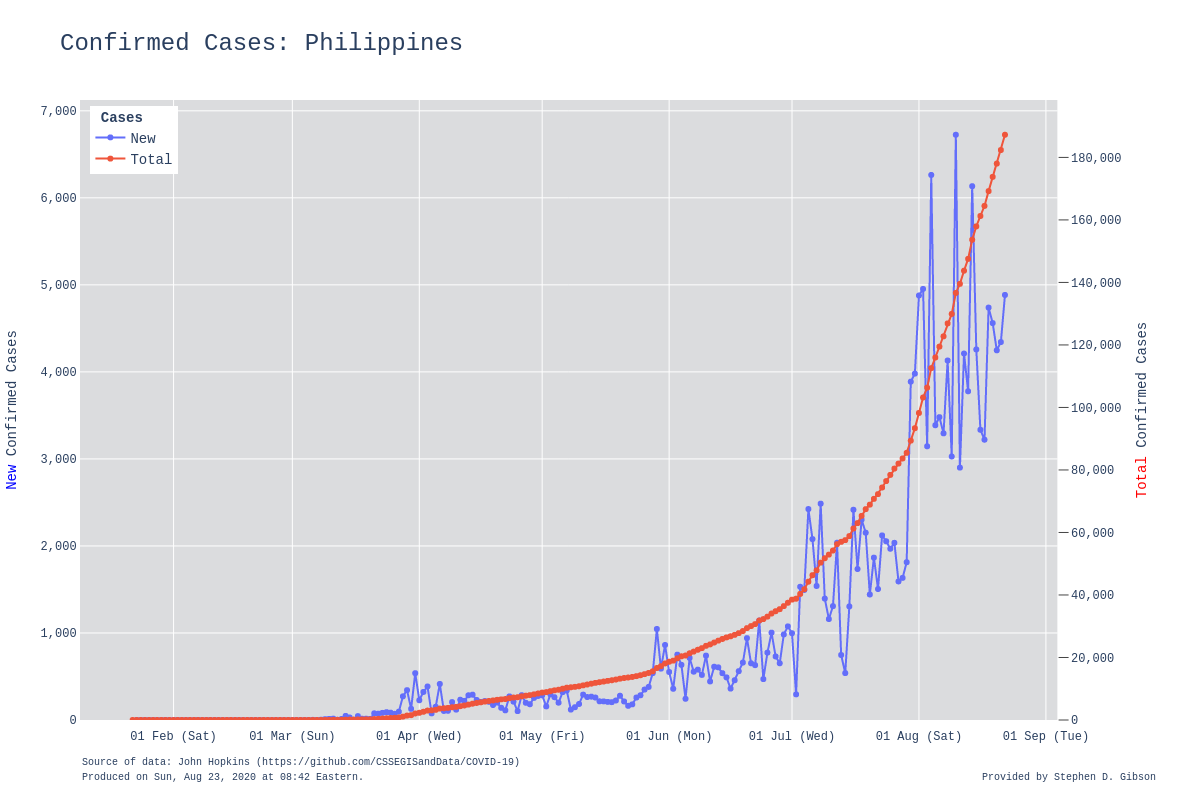 Confirmed Cases: Philippines
Cases
New
Total
7,000
6,000
5,000
4,000
3,000
2,000
1,000
0
New Confirmed Cases
180,000
160,000
140,000
120,000
100,000
80,000
60,000
40,000
20,000
0
Total Confirmed Cases
01 Feb (Sat) 01 Mar (Sun) 01 Apr (Wed) 01 May (Fri) 01 Jun (Mon) 01 Jul (Wed) 01 Aug (Sat) 01 Sep (Tue)
Source of data: John Hopkins (https://github.com/CSSEGISandData/COVID-19)
Produced on Sun, Aug 23, 2020 at 08:42 Eastern.
Provided by Stephen D. Gibson